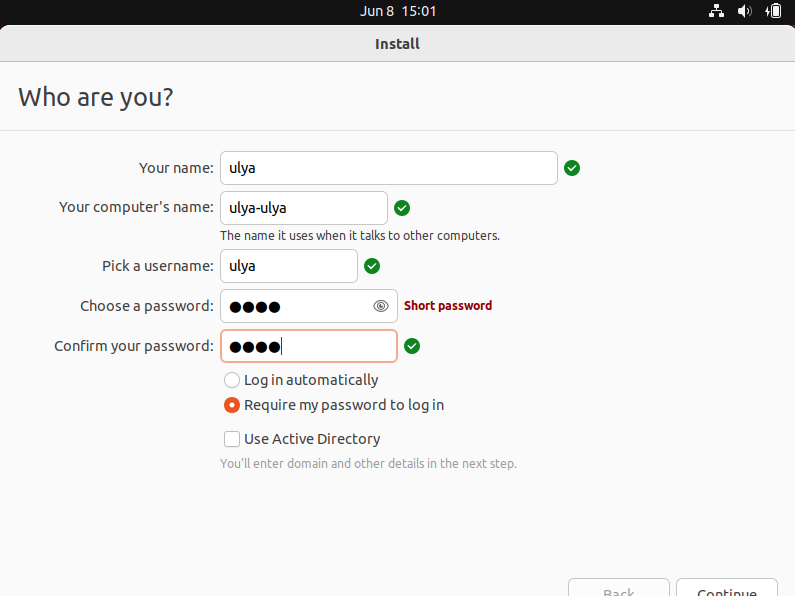 Jun 8 15:01
Install
Who are you?
Your name: ulya
Your computer's name: ulya-ulya
The name it uses when it talks to other computers.
Pick a username: ulya
Choose a password: ●●●● Short password
Confirm your password: ●●●●
Log in automatically
Require my password to log in
Use Active Directory
You'll enter domain and other details in the next step.
Back Continue